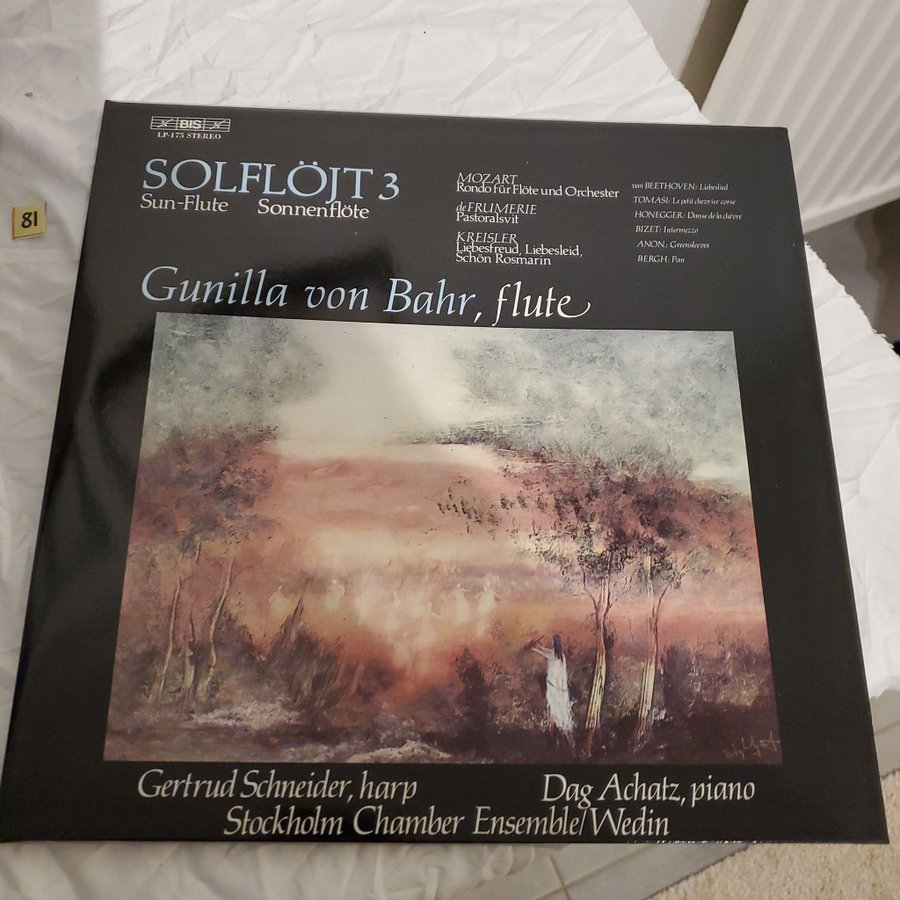 BIS
LP-175 STEREO
SOLFLÖJT 3
Sun-Flute Sonnenflöte
MOZART
Rondo für Flöte und Orchester
de FRUMERIE
Pastoralsvit
KREISLER
Liebesfreud, Liebesleid,
Schön Rosmarin
van BEETHOVEN: Liebeslied
TOMASI: Le petit chevrier corse
HONEGGER: Danse de la chèvre
BIZET: Intermezzo
ANON.: Greensleeves
BERGH: Pan
Gunilla von Bahr, flute
Gertrud Schneider, harp
Dag Achatz, piano
Stockholm Chamber Ensemble/Wedin
81